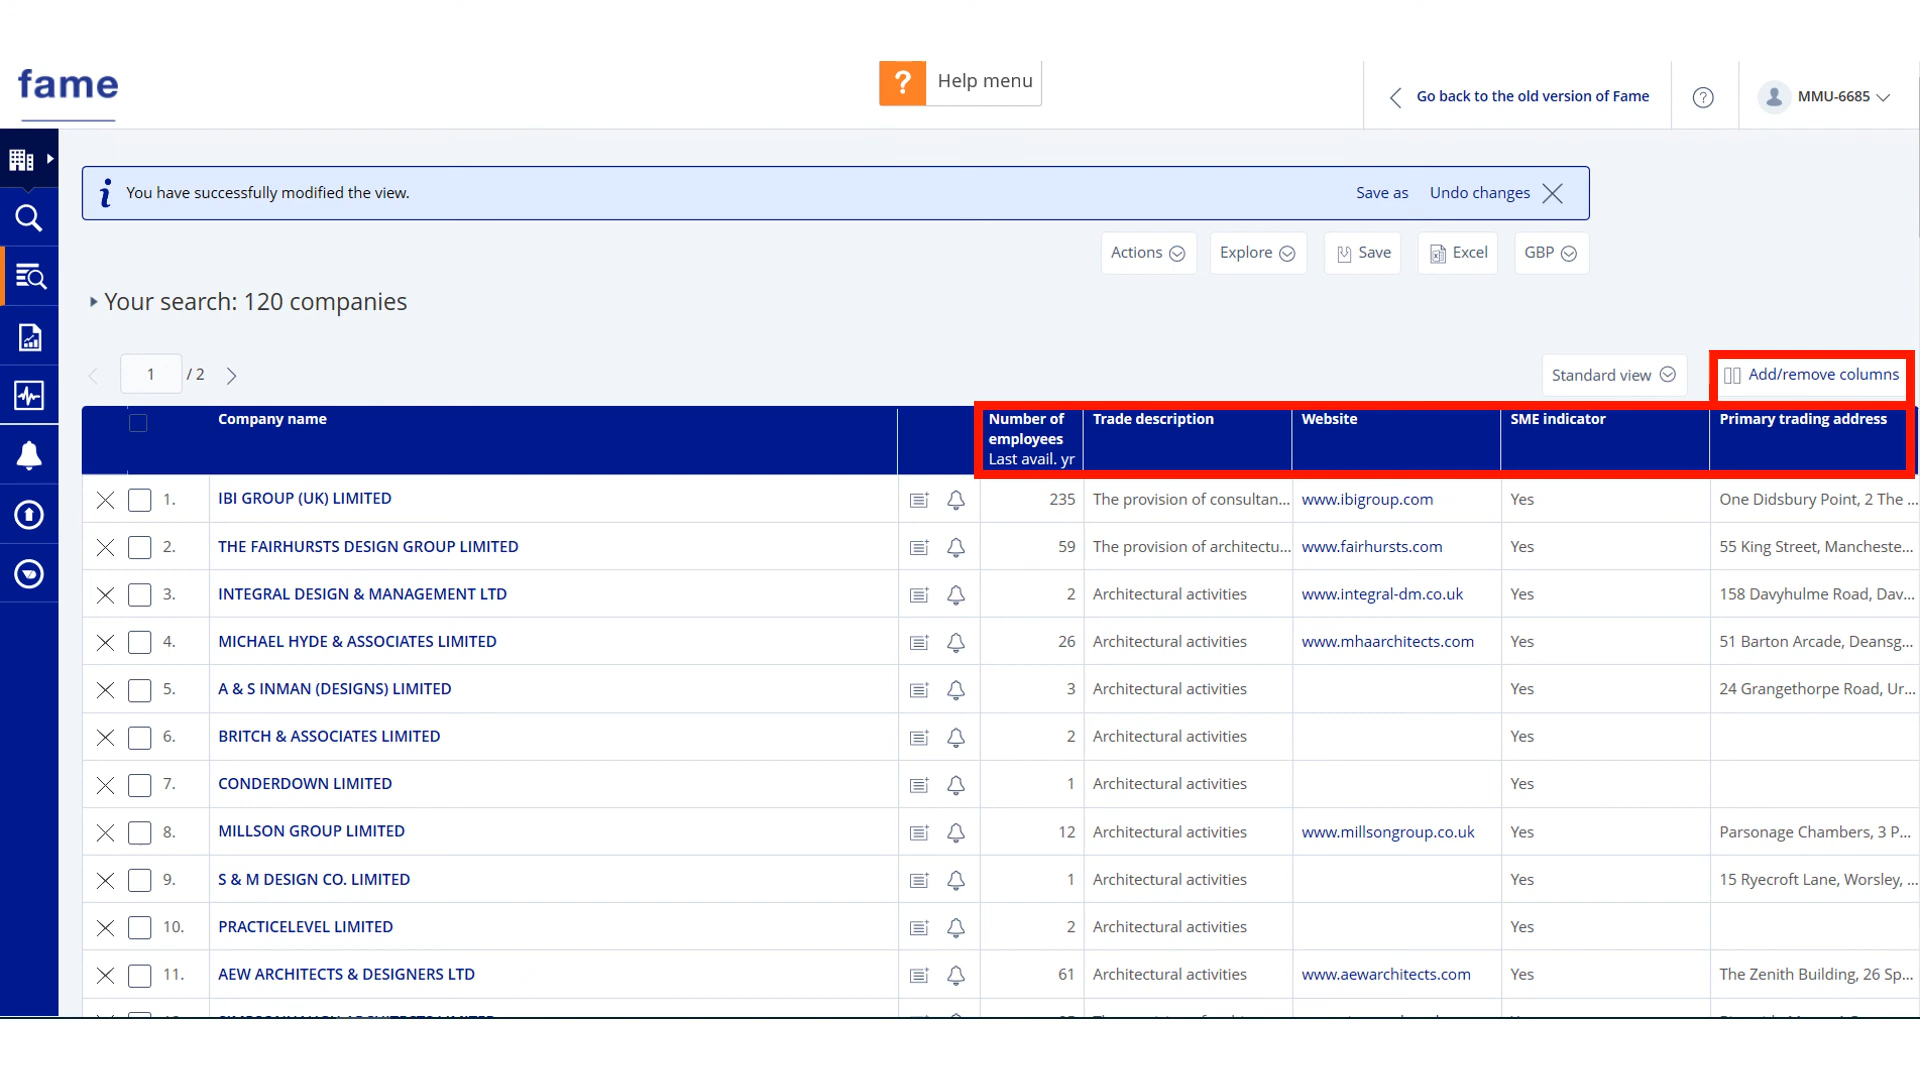 fame
? Help menu
Go back to the old version of Fame
?
MMU-6685
i You have successfully modified the view.
Save as Undo changes
Actions Explore Save Excel GBP
Your search: 120 companies
1 / 2
Standard view Add/remove columns
Company name Number of employees Last avail. yr Trade description Website SME indicator Primary trading address
1. IBI GROUP (UK) LIMITED 235 The provision of consultan... www.ibigroup.com Yes One Didsbury Point, 2 The ...
2. THE FAIRHURSTS DESIGN GROUP LIMITED 59 The provision of architectu... www.fairhursts.com Yes 55 King Street, Mancheste...
3. INTEGRAL DESIGN & MANAGEMENT LTD 2 Architectural activities www.integral-dm.co.uk Yes 158 Davyhulme Road, Dav...
4. MICHAEL HYDE & ASSOCIATES LIMITED 26 Architectural activities www.mhaarchitects.com Yes 51 Barton Arcade, Deansg...
5. A & S INMAN (DESIGNS) LIMITED 3 Architectural activities Yes 24 Grangethorpe Road, Ur...
6. BRITCH & ASSOCIATES LIMITED 2 Architectural activities Yes
7. CONDERDOWN LIMITED 1 Architectural activities Yes
8. MILLSON GROUP LIMITED 12 Architectural activities www.millsongroup.co.uk Yes Parsonage Chambers, 3 P...
9. S & M DESIGN CO. LIMITED 1 Architectural activities Yes 15 Ryecroft Lane, Worsley, ...
10. PRACTICELEVEL LIMITED 2 Architectural activities Yes
11. AEW ARCHITECTS & DESIGNERS LTD 61 Architectural activities www.aewarchitects.com Yes The Zenith Building, 26 Sp...